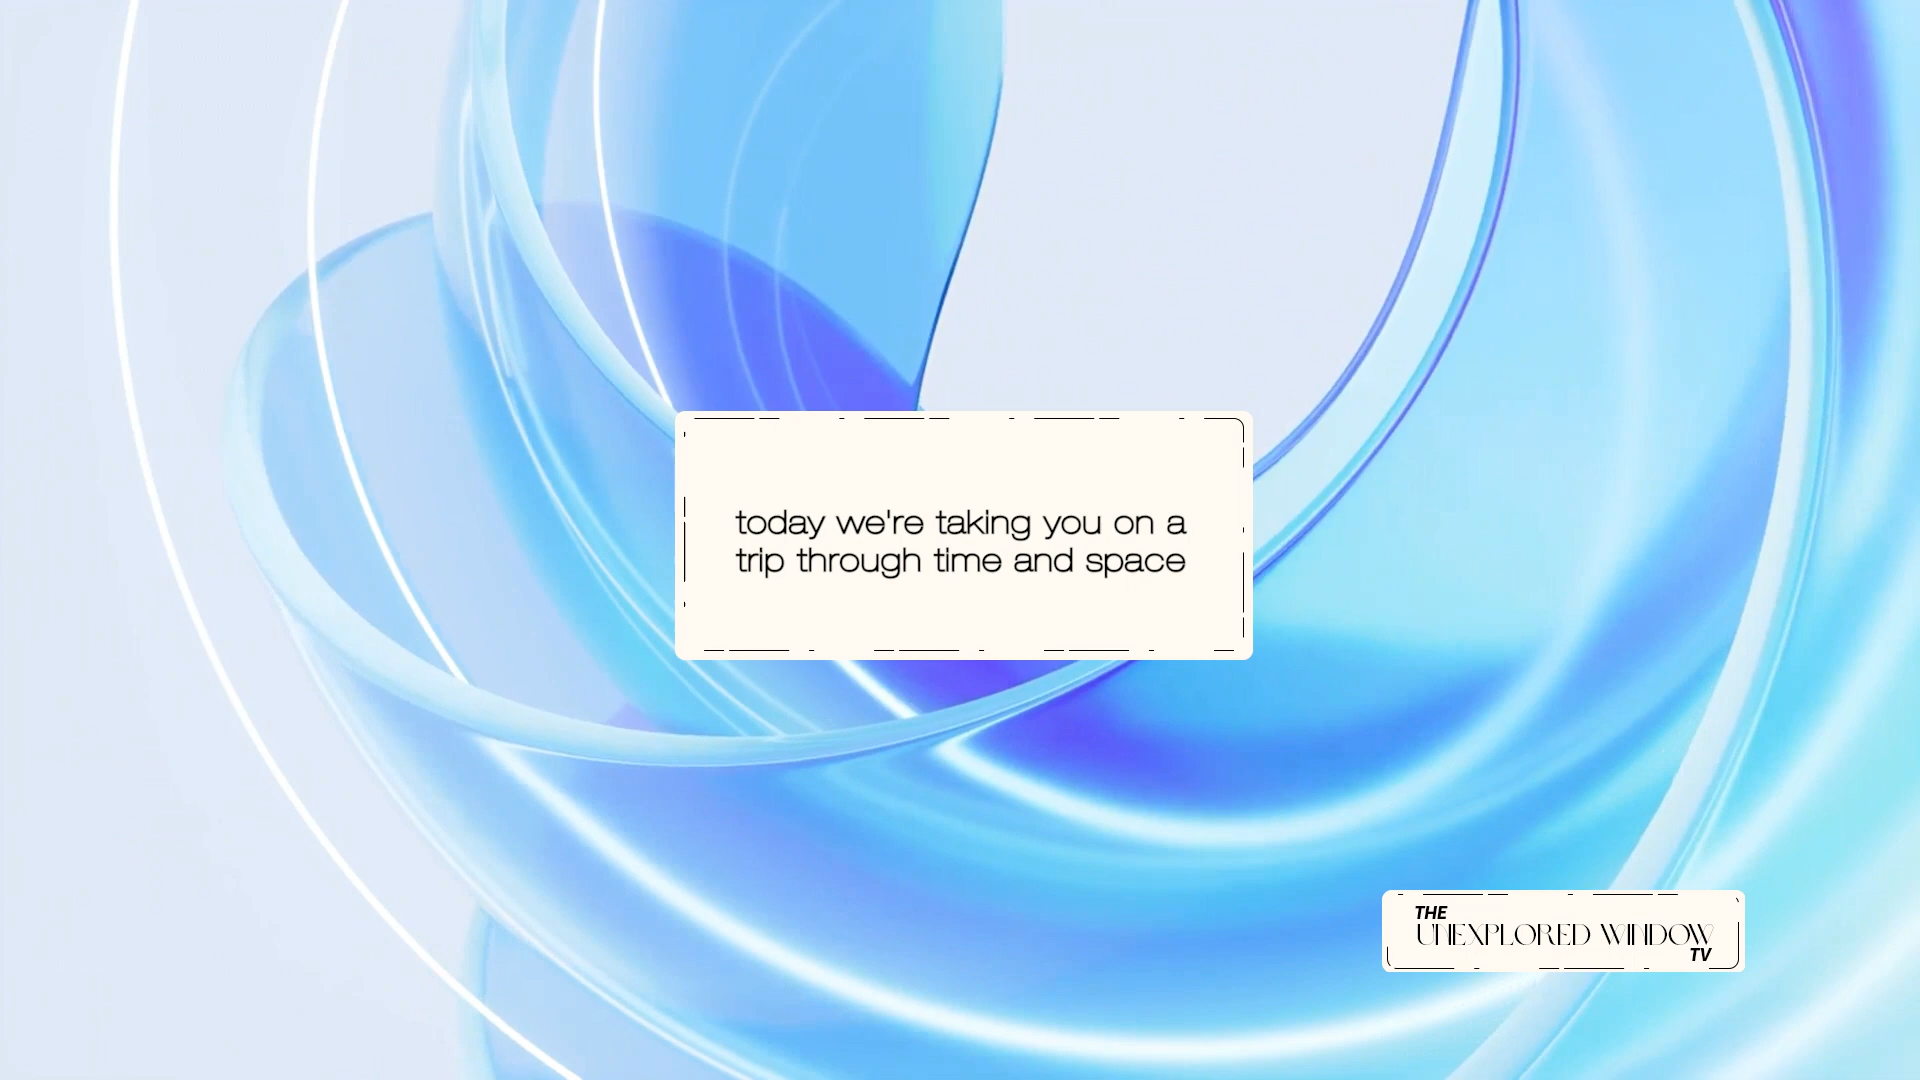 today we're taking you on a
trip through time and space
THE
UNEXPLORED WINDOW
TV